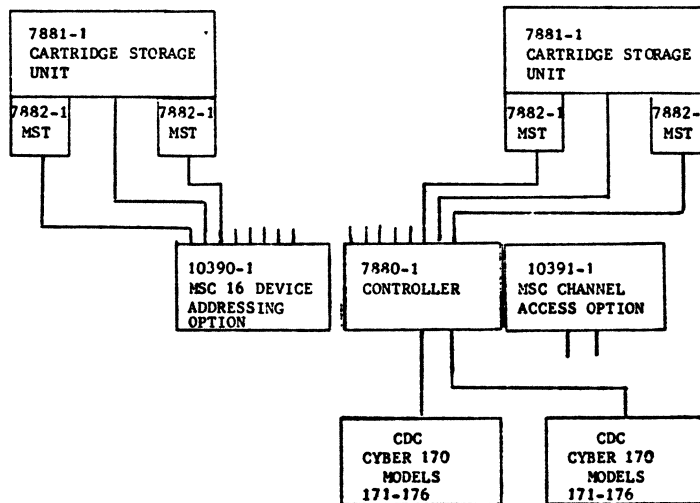 7881-1
CARTRIDGE STORAGE
UNIT
7881-1
CARTRIDGE STORAGE
UNIT
7882-1
MST
7882-1
MST
7882-1
MST
7882-
MST
10390-1
MSC 16 DEVICE
ADDRESSING
OPTION
7880-1
CONTROLLER
10391-1
MSC CHANNEL
ACCESS OPTION
CDC
CYBER 170
MODELS
171-176
CDC
CYBER 170
MODELS
171-176